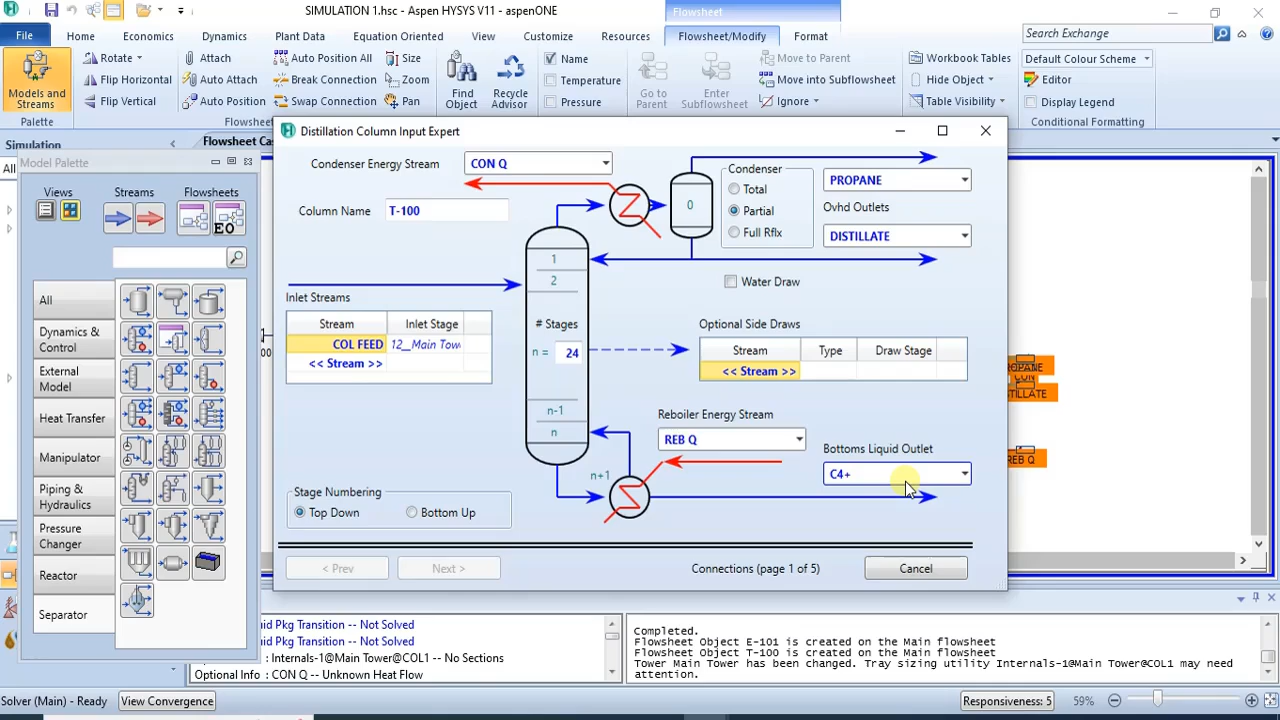 SIMULATION 1.hsc - Aspen HYSYS V11 - aspenONE
Flowsheet
File
Home
Economics
Dynamics
Plant Data
Equation Oriented
View
Customize
Resources
Flowsheet/Modify
Format
Search Exchange
Models and Streams
Rotate
Flip Horizontal
Flip Vertical
Attach
Auto Attach
Auto Position
Auto Position All
Break Connection
Swap Connection
Size
Zoom
Pan
Find Object
Recycle Advisor
Name
Temperature
Pressure
Go to Parent
Enter Subflowsheet
Move to Parent
Move into Subflowsheet
Ignore
Workbook Tables
Hide Object
Table Visibility
Default Colour Scheme
Editor
Display Legend
Palette
Conditional Formatting
Simulation
Flowsheet Ca
All
Model Palette
Views
Streams
Flowsheets
EO
All
Dynamics & Control
External Model
Heat Transfer
Manipulator
Piping & Hydraulics
Pressure Changer
Reactor
Separator
Distillation Column Input Expert
Condenser Energy Stream
CON Q
Column Name
T-100
0
Condenser
Total
Partial
Full Rflx
PROPANE
Ovhd Outlets
DISTILLATE
Water Draw
1
2
Inlet Streams
Stream
Inlet Stage
COL FEED
12__Main Tow
<< Stream >>
# Stages
n =
24
Optional Side Draws
Stream
Type
Draw Stage
<< Stream >>
n-1
n
n+1
Reboiler Energy Stream
REB Q
Bottoms Liquid Outlet
C4+
Stage Numbering
Top Down
Bottom Up
< Prev
Next >
Connections (page 1 of 5)
Cancel
ROPANE
TILLATE
REB Q
uid Pkg Transition -- Not Solved
uid Pkg Transition -- Not Solved
: Internals-1@Main Tower@COL1 -- No Sections
Optional Info : CON Q -- Unknown Heat Flow
Completed.
Flowsheet Object E-101 is created on the Main flowsheet
Flowsheet Object T-100 is created on the Main flowsheet
Tower Main Tower has been changed. Tray sizing utility Internals-1@Main Tower@COL1 may need
attention.
Solver (Main) - Ready
View Convergence
Responsiveness: 5
59%